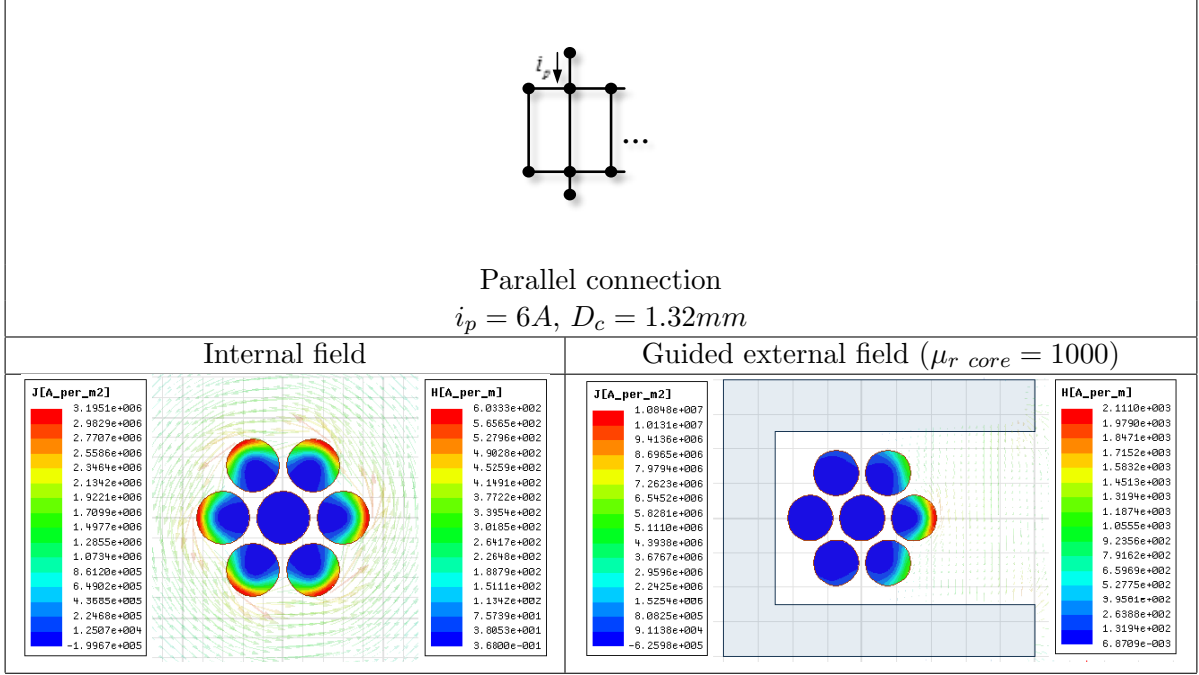 i_p
...
Parallel connection
i_p = 6A, D_c = 1.32mm
Internal field
Guided external field (μ_r core = 1000)
J[A_per_m2]
3.1951e+006
2.9829e+006
2.7707e+006
2.5586e+006
2.3464e+006
2.1342e+006
1.9221e+006
1.7099e+006
1.4977e+006
1.2855e+006
1.0734e+006
8.6120e+005
6.4902e+005
4.3685e+005
2.2468e+005
1.2507e+004
-1.9967e+005
H[A_per_m]
6.0333e+002
5.6565e+002
5.2796e+002
4.9028e+002
4.5259e+002
4.1491e+002
3.7722e+002
3.3954e+002
3.0185e+002
2.6417e+002
2.2648e+002
1.8879e+002
1.5111e+002
1.1342e+002
7.5739e+001
3.8053e+001
3.6800e-001
J[A_per_m2]
1.0848e+007
1.0131e+007
9.4136e+006
8.6965e+006
7.9794e+006
7.2623e+006
6.5452e+006
5.8281e+006
5.1110e+006
4.3938e+006
3.6767e+006
2.9596e+006
2.2425e+006
1.5254e+006
8.0825e+005
9.1138e+004
-6.2598e+005
H[A_per_m]
2.1110e+003
1.9790e+003
1.8471e+003
1.7152e+003
1.5832e+003
1.4513e+003
1.3194e+003
1.1874e+003
1.0555e+003
9.2356e+002
7.9162e+002
6.5969e+002
5.2775e+002
3.9581e+002
2.6388e+002
1.3194e+002
6.8709e-003